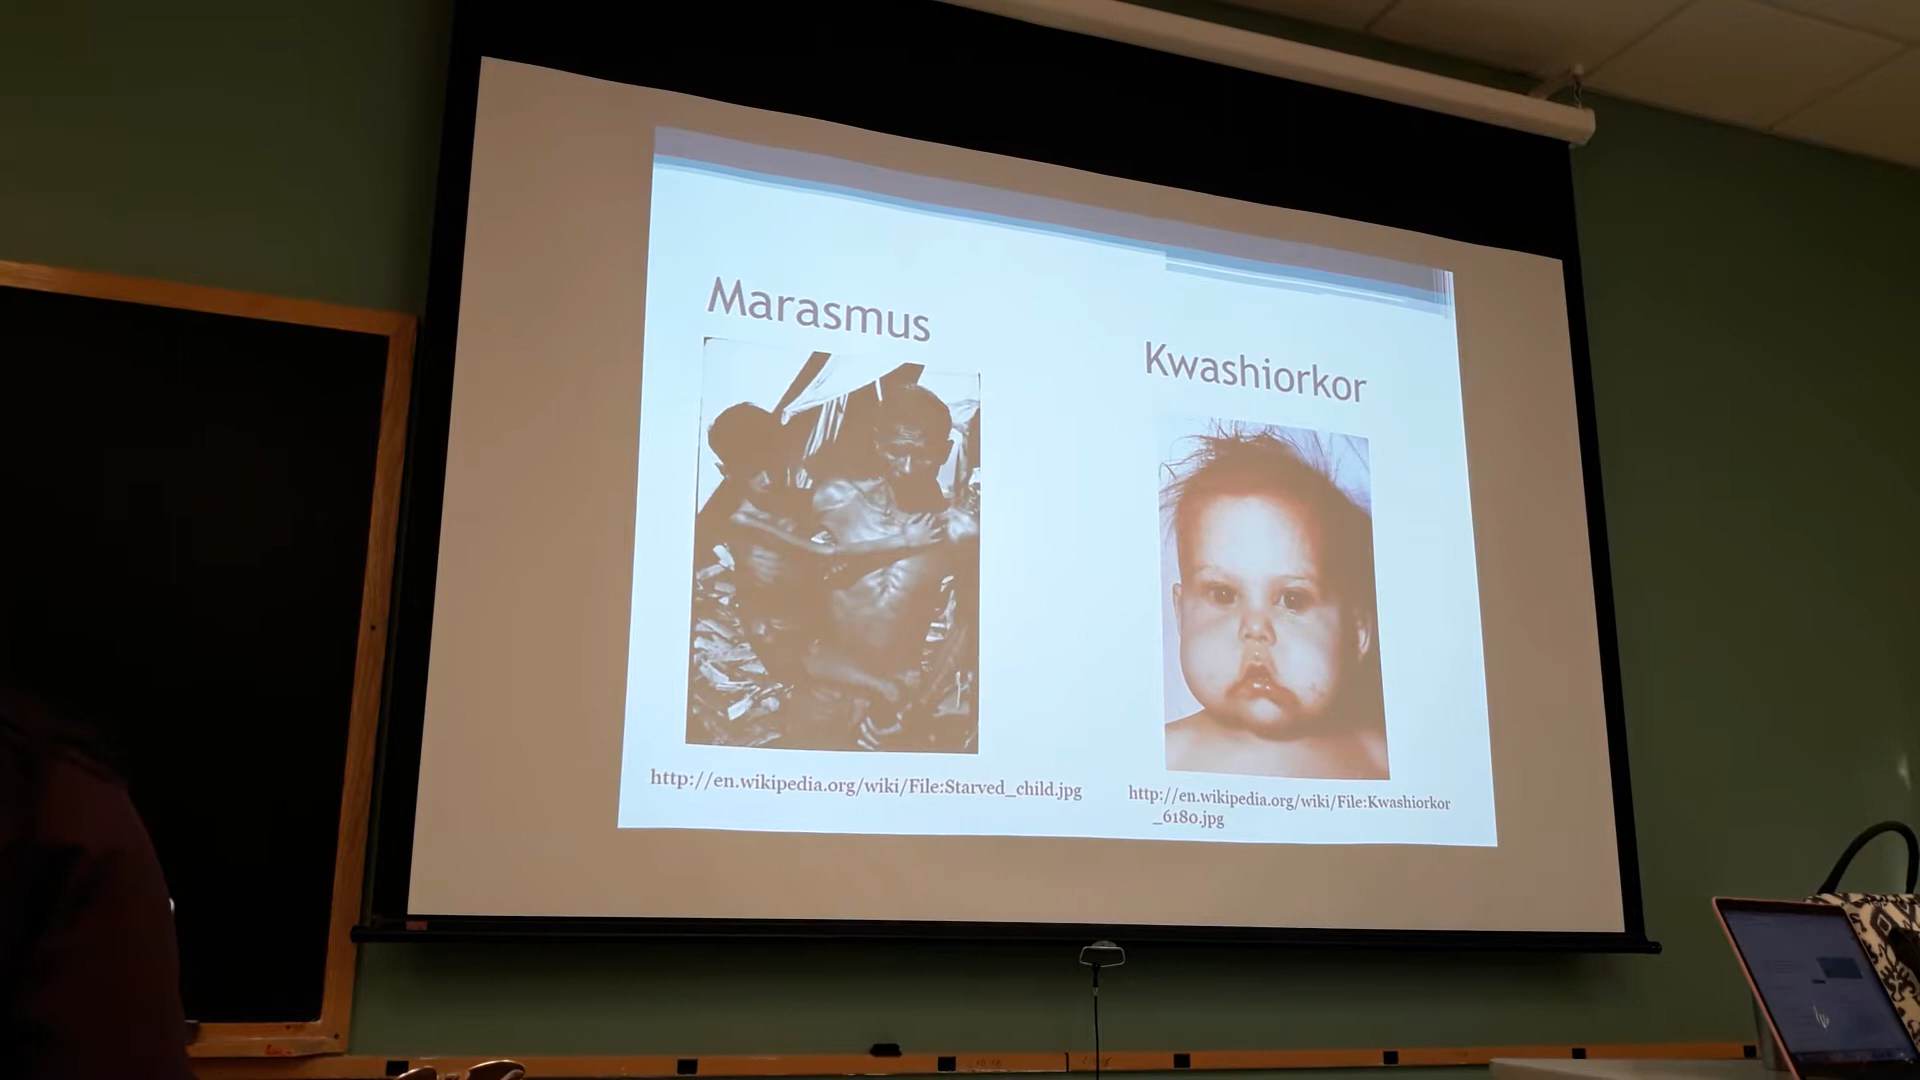 Marasmus
Kwashiorkor
http://en.wikipedia.org/wiki/File:Starved_child.jpg
http://en.wikipedia.org/wiki/File:Kwashiorkor
_6180.jpg